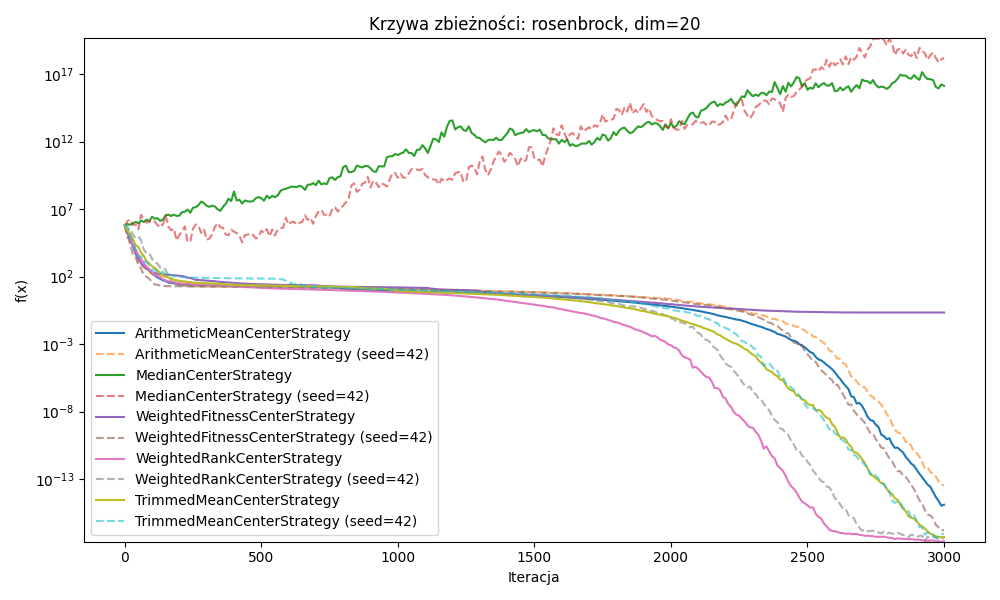 Krzywa zbieżności: rosenbrock, dim=20
f(x)
10^17
10^12
10^7
10^2
10^−3
10^−8
10^−13
ArithmeticMeanCenterStrategy
ArithmeticMeanCenterStrategy (seed=42)
MedianCenterStrategy
MedianCenterStrategy (seed=42)
WeightedFitnessCenterStrategy
WeightedFitnessCenterStrategy (seed=42)
WeightedRankCenterStrategy
WeightedRankCenterStrategy (seed=42)
TrimmedMeanCenterStrategy
TrimmedMeanCenterStrategy (seed=42)
0 500 1000 1500 2000 2500 3000
Iteracja